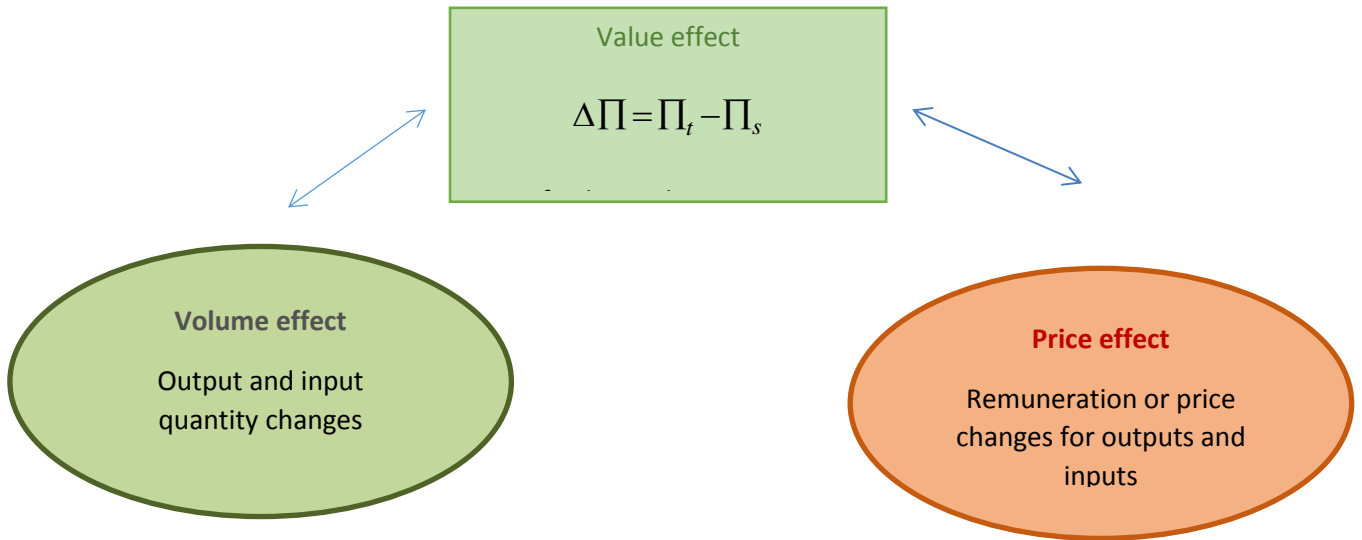 Value effect
ΔΠ=Π_t−Π_s
Volume effect
Output and input
quantity changes
Price effect
Remuneration or price
changes for outputs and
inputs